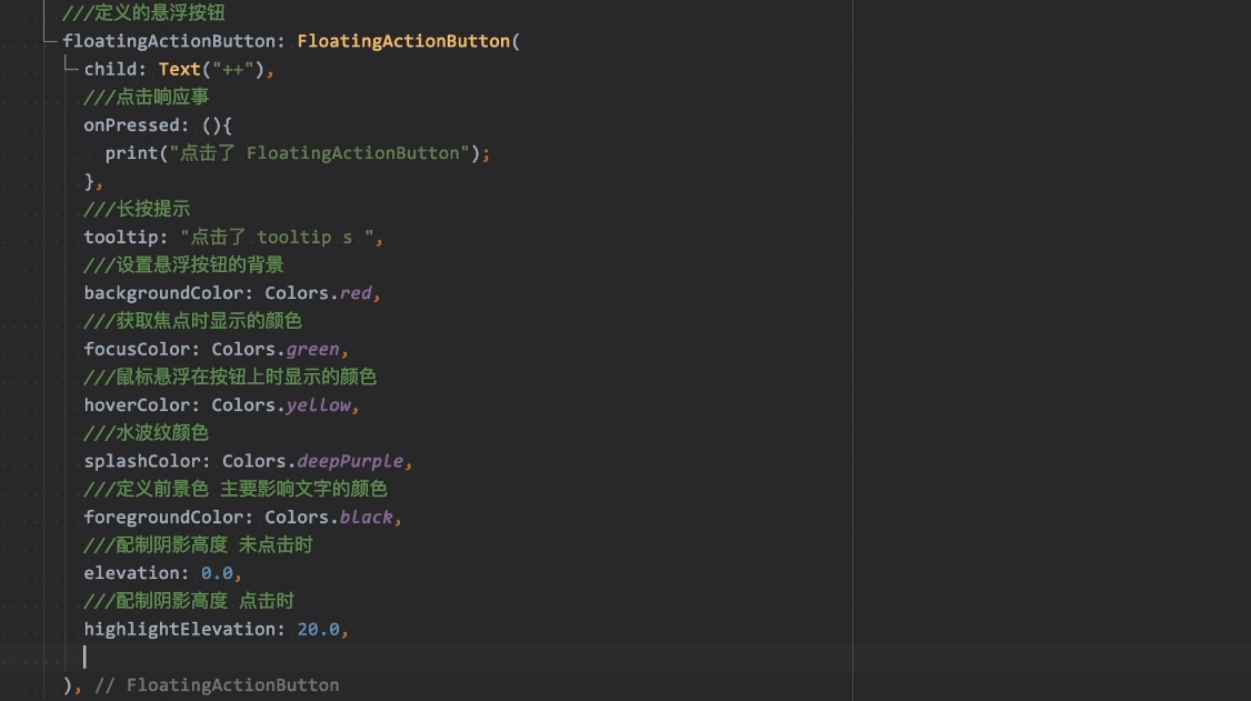 ///定义的悬浮按钮
floatingActionButton: FloatingActionButton(
child: Text("++"),
///点击响应事
onPressed: (){
print("点击了 FloatingActionButton");
},
///长按提示
tooltip: "点击了 tooltip s ",
///设置悬浮按钮的背景
backgroundColor: Colors.red,
///获取焦点时显示的颜色
focusColor: Colors.green,
///鼠标悬浮在按钮上时显示的颜色
hoverColor: Colors.yellow,
///水波纹颜色
splashColor: Colors.deepPurple,
///定义前景色 主要影响文字的颜色
foregroundColor: Colors.black,
///配制阴影高度 未点击时
elevation: 0.0,
///配制阴影高度 点击时
highlightElevation: 20.0,
), // FloatingActionButton